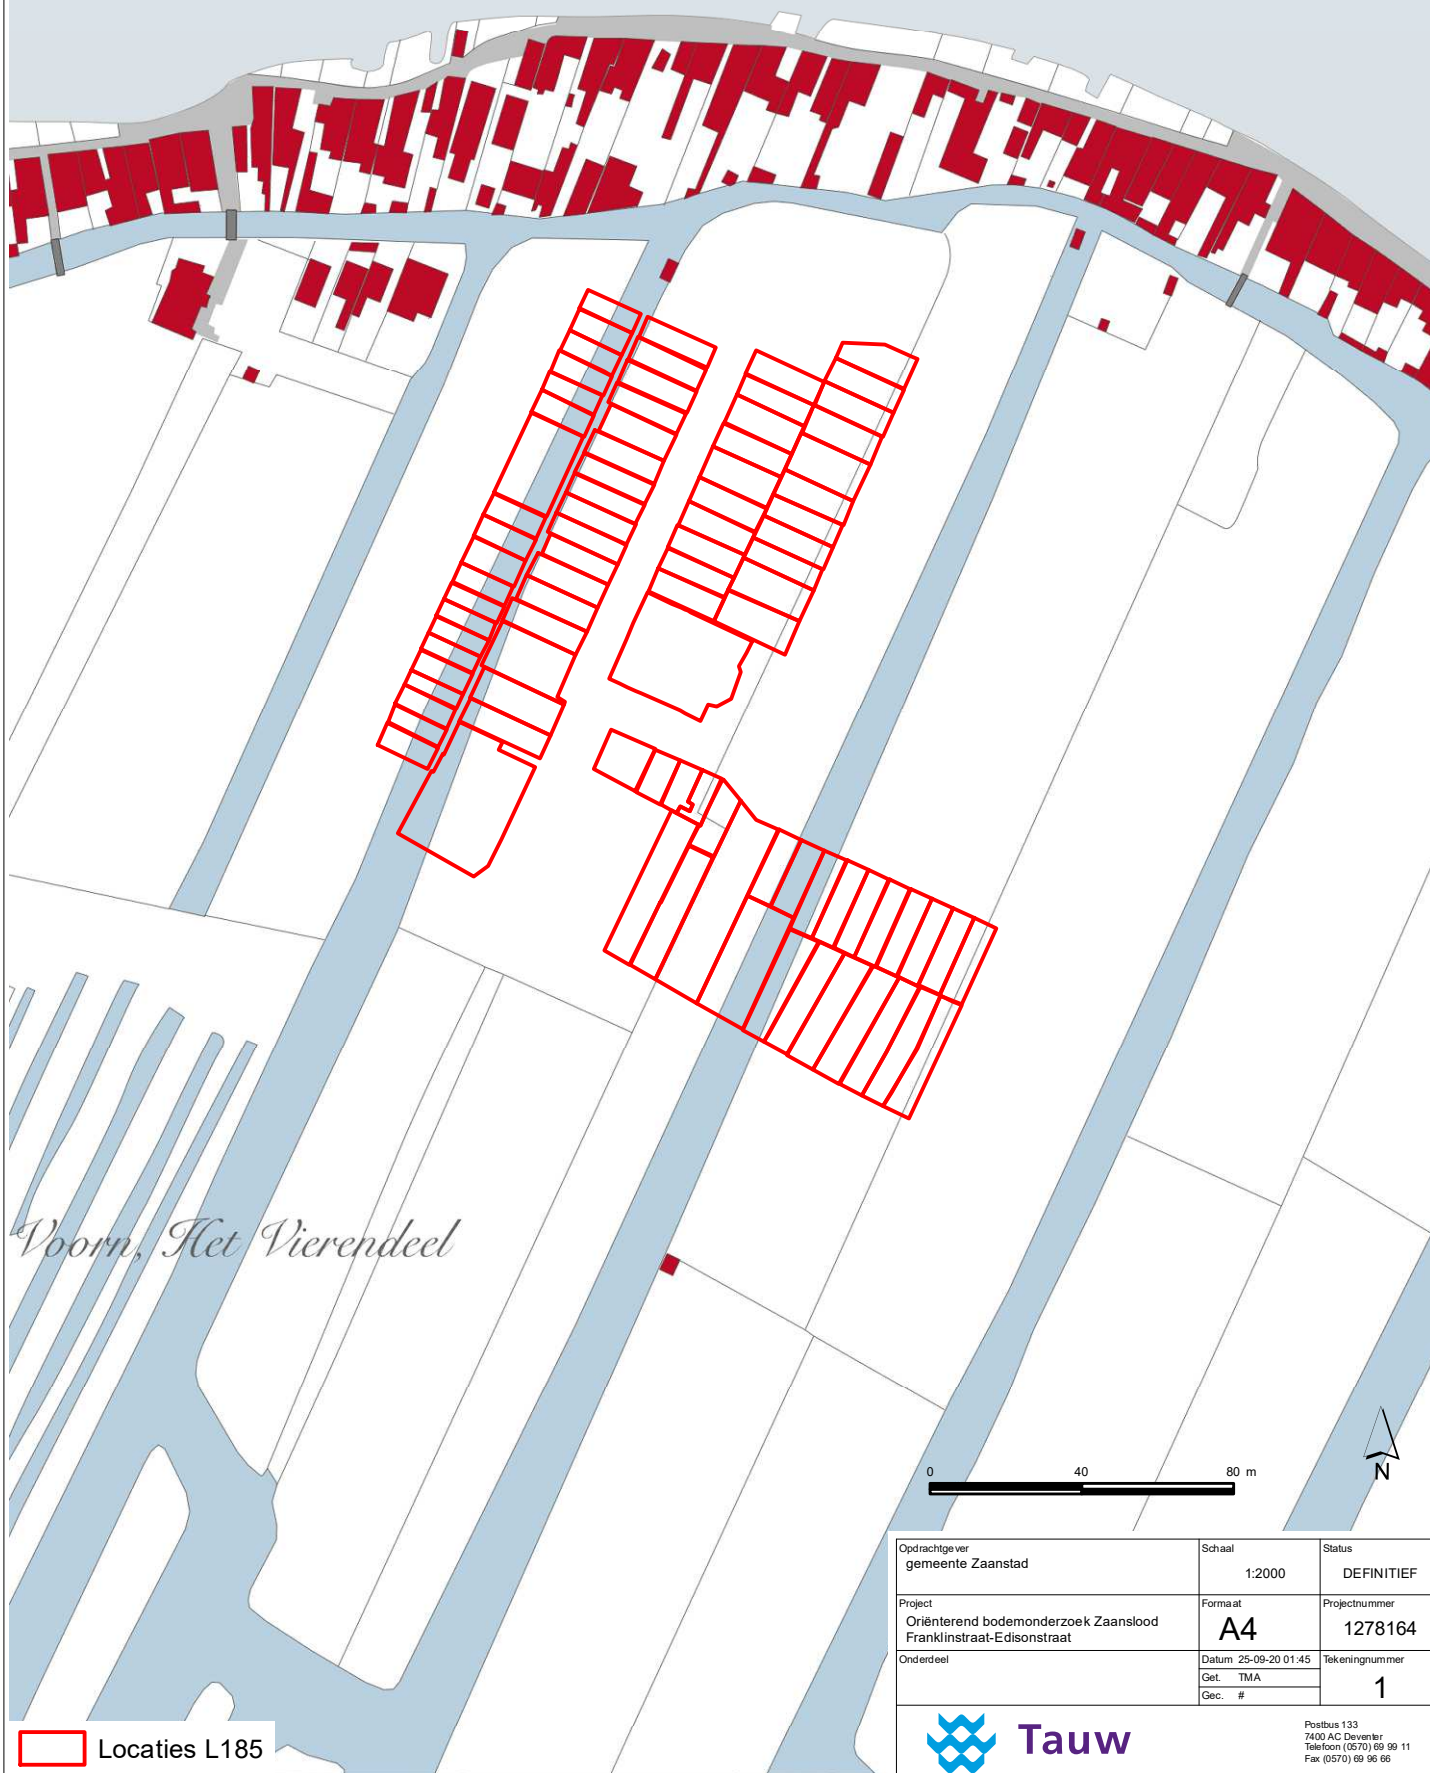 Voorn, Het Vierendeel
0 40 80 m
N
Opdrachtgever
gemeente Zaanstad
Schaal
1:2000
Status
DEFINITIEF
Project
Oriënterend bodemonderzoek Zaanslood
Franklinstraat-Edisonstraat
Formaat
A4
Projectnummer
1278164
Onderdeel
Datum 25-09-20 01:45
Get. TMA
Gec. #
Tekeningnummer
1
Locaties L185
Tauw
Postbus 133
7400 AC Deventer
Telefoon (0570) 69 99 11
Fax (0570) 69 96 66